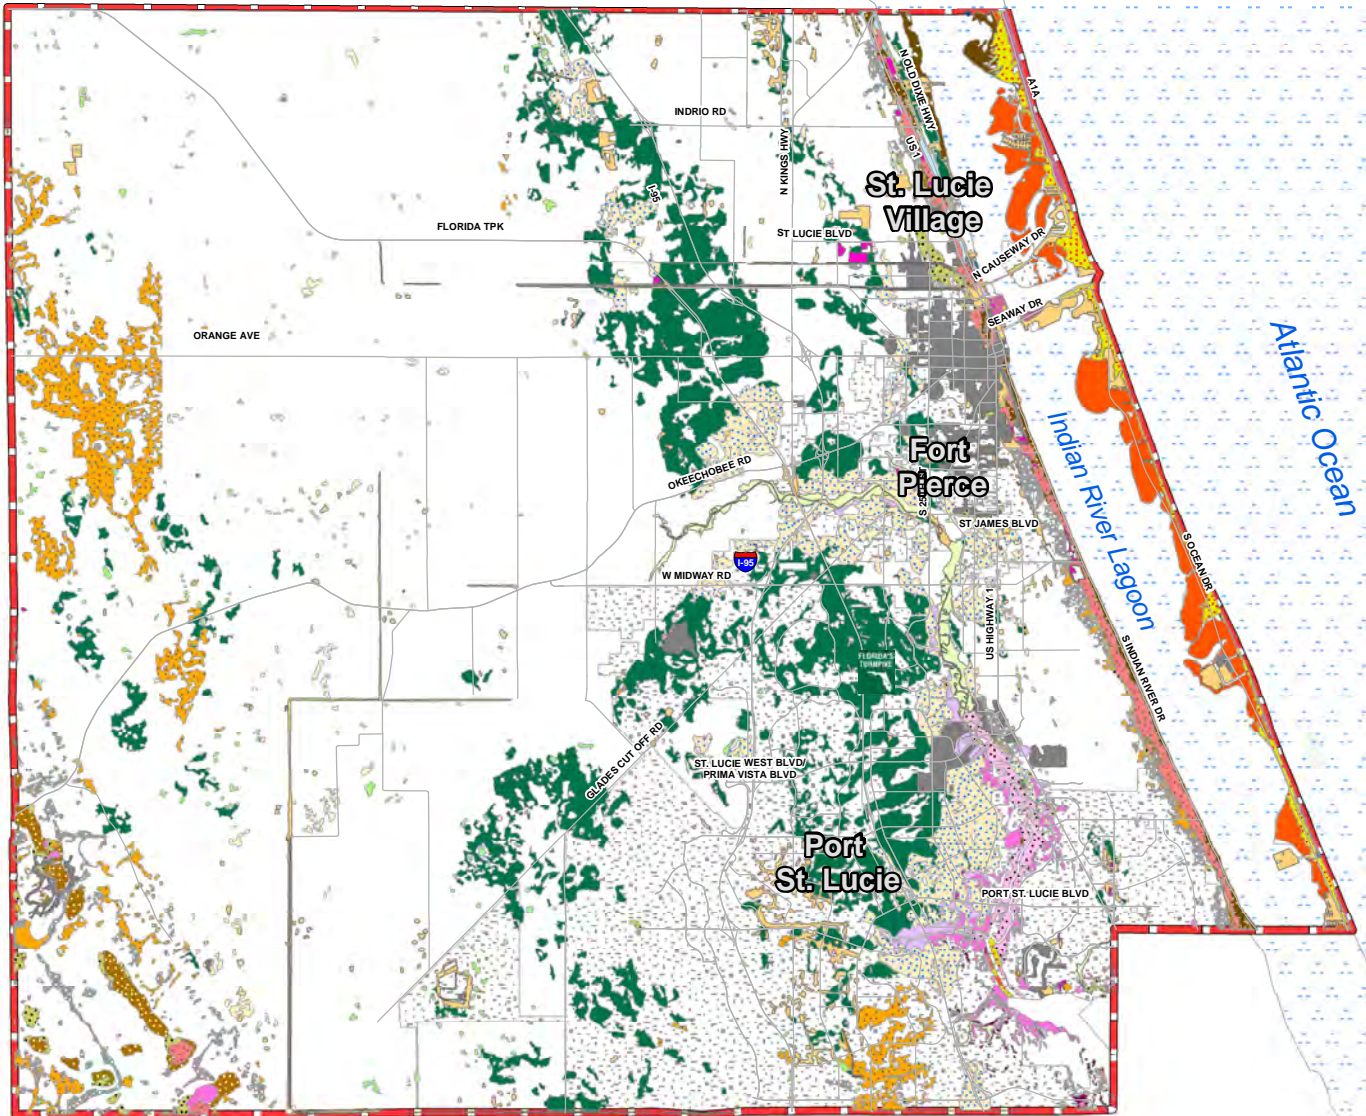 N OLD DIXIE HWY
A1A
INDRIO RD
US 1
N KINGS HWY
I-95
St. Lucie
Village
FLORIDA TPK
ST LUCIE BLVD
N CAUSEWAY DR
SEAWAY DR
ORANGE AVE
Atlantic Ocean
Indian River Lagoon
Fort
Pierce
OKEECHOBEE RD
S 25TH ST
ST JAMES BLVD
S OCEAN DR
I-95
W MIDWAY RD
US HIGHWAY 1
FLORIDA'S
TURNPIKE
S INDIAN RIVER DR
GLADES CUT OFF RD
ST. LUCIE WEST BLVD/
PRIMA VISTA BLVD
Port
St. Lucie
PORT ST. LUCIE BLVD